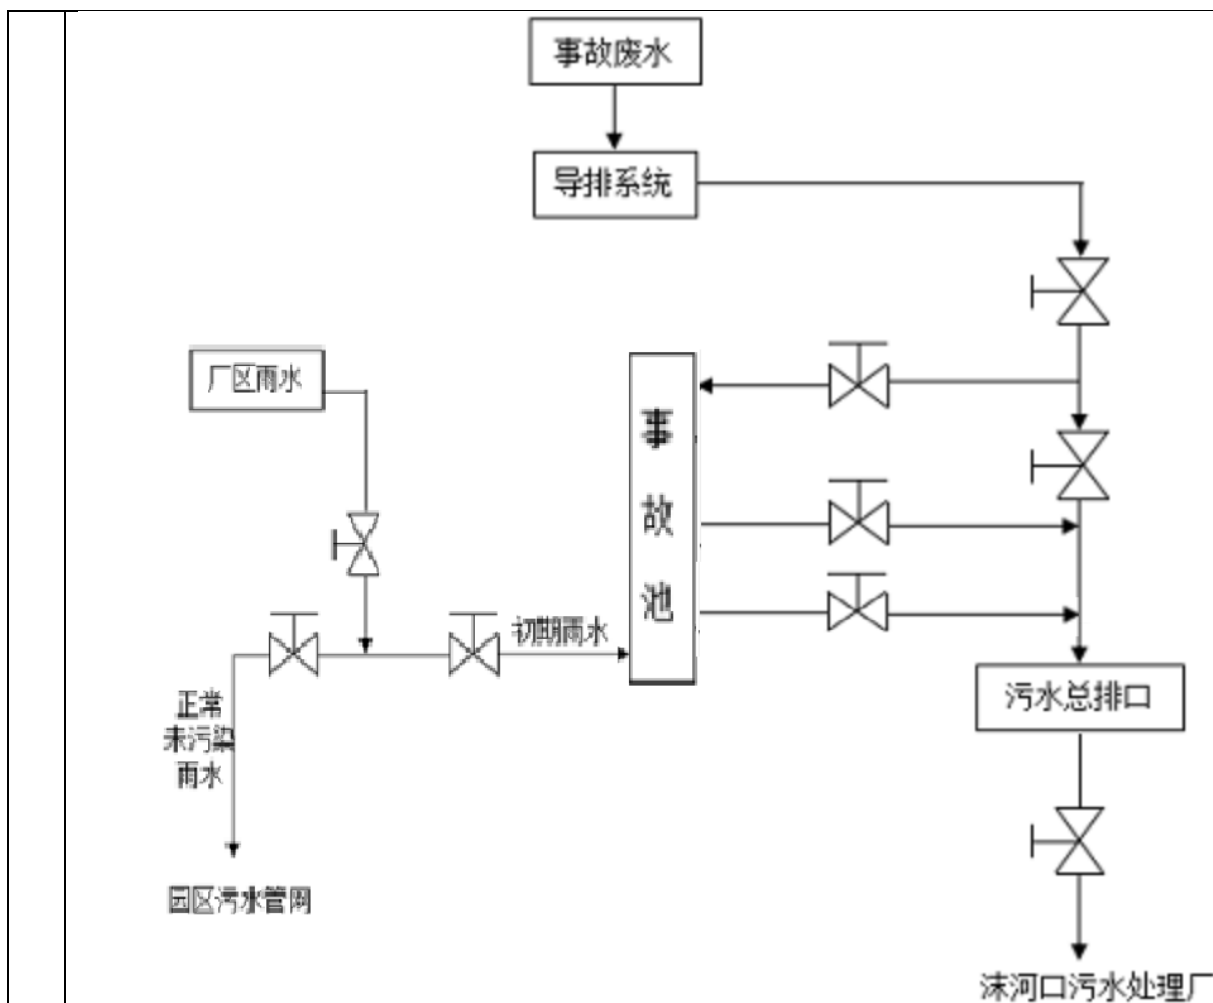 事故废水
导排系统
厂区雨水
事
故
池
初期雨水
正常
未污染
雨水
污水总排口
园区污水管网
沫河口污水处理厂